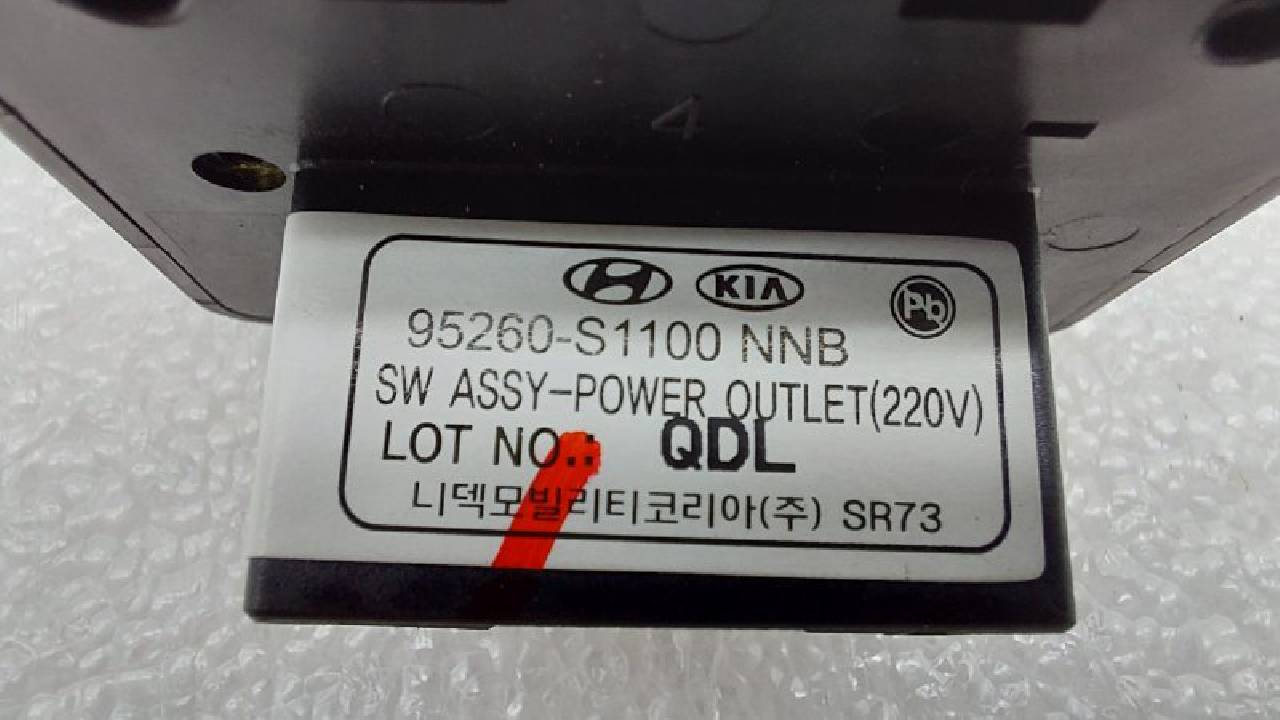 4
KIA
Pb
95260-S1100 NNB
SW ASSY-POWER OUTLET(220V)
LOT NO.: QDL
니덱모빌리티코리아(주) SR73